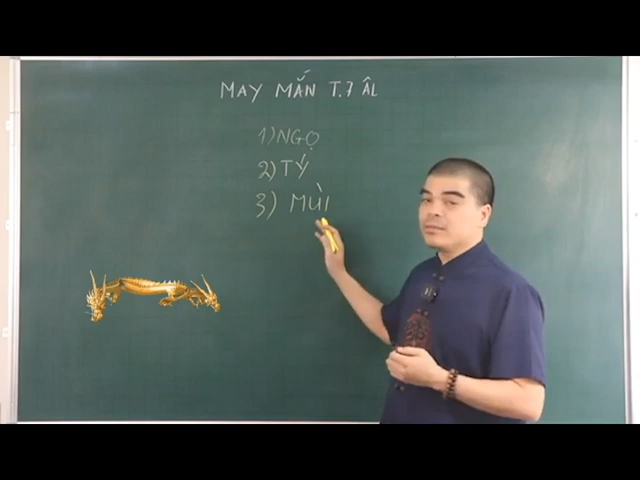 MAY MẮN T.7 ÂL
1) NGỌ
2) TÝ
3) MÙI